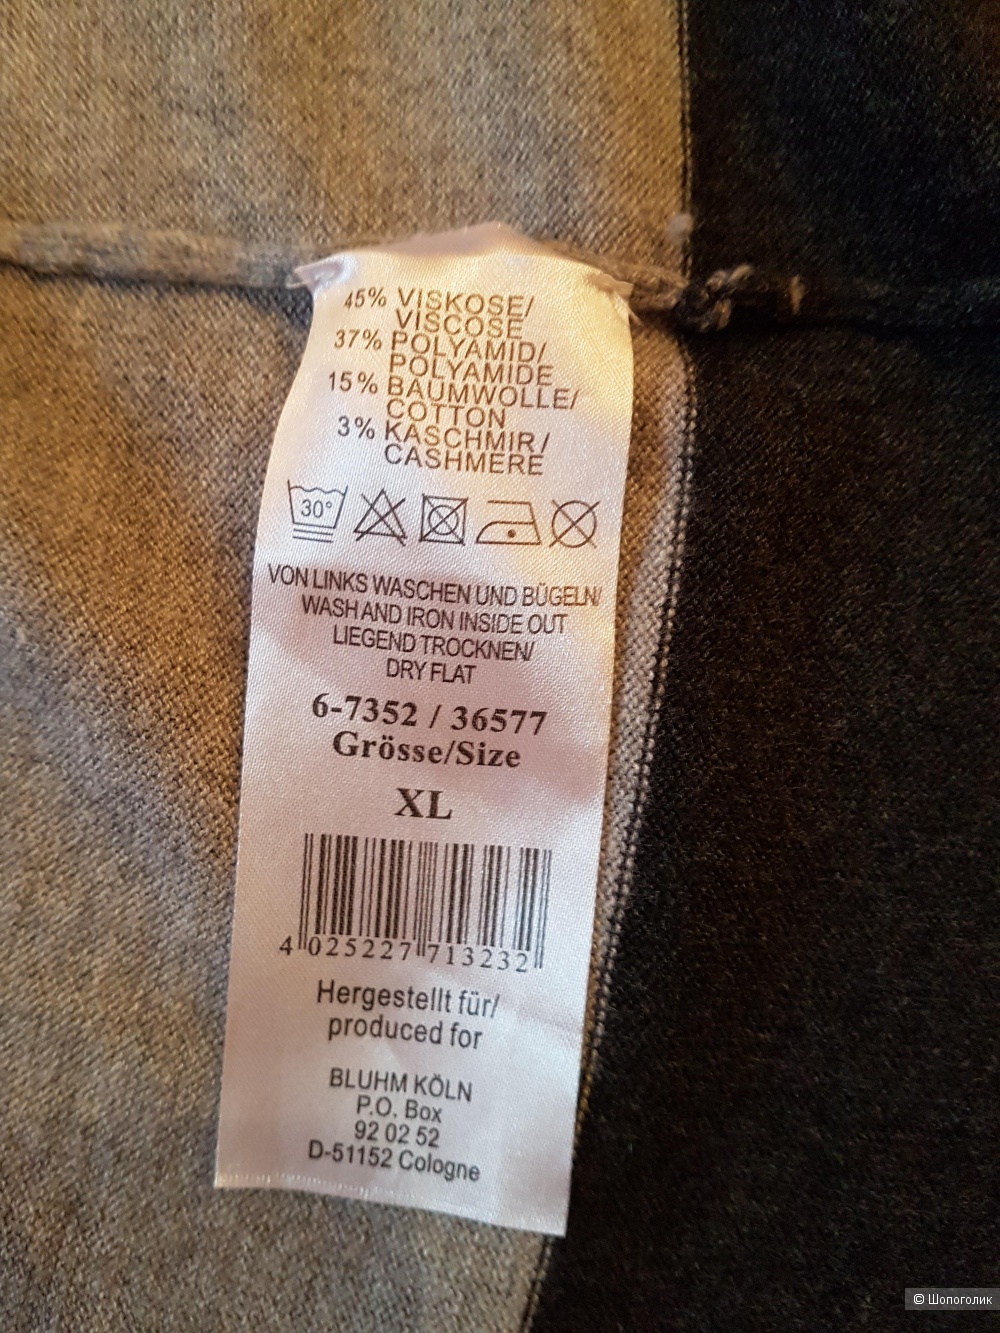 45% VISKOSE/
VISCOSE
37% POLYAMID/
POLYAMIDE
15% BAUMWOLLE/
COTTON
3% KASCHMIR/
CASHMERE
30°
VON LINKS WASCHEN UND BÜGELN/
WASH AND IRON INSIDE OUT
LIEGEND TROCKNEN/
DRY FLAT
6-7352 / 36577
Grösse/Size
XL
4 025227 713232
Hergestellt für/
produced for
BLUHM KÖLN
P.O. Box
92 02 52
D-51152 Cologne
© Шопоголик